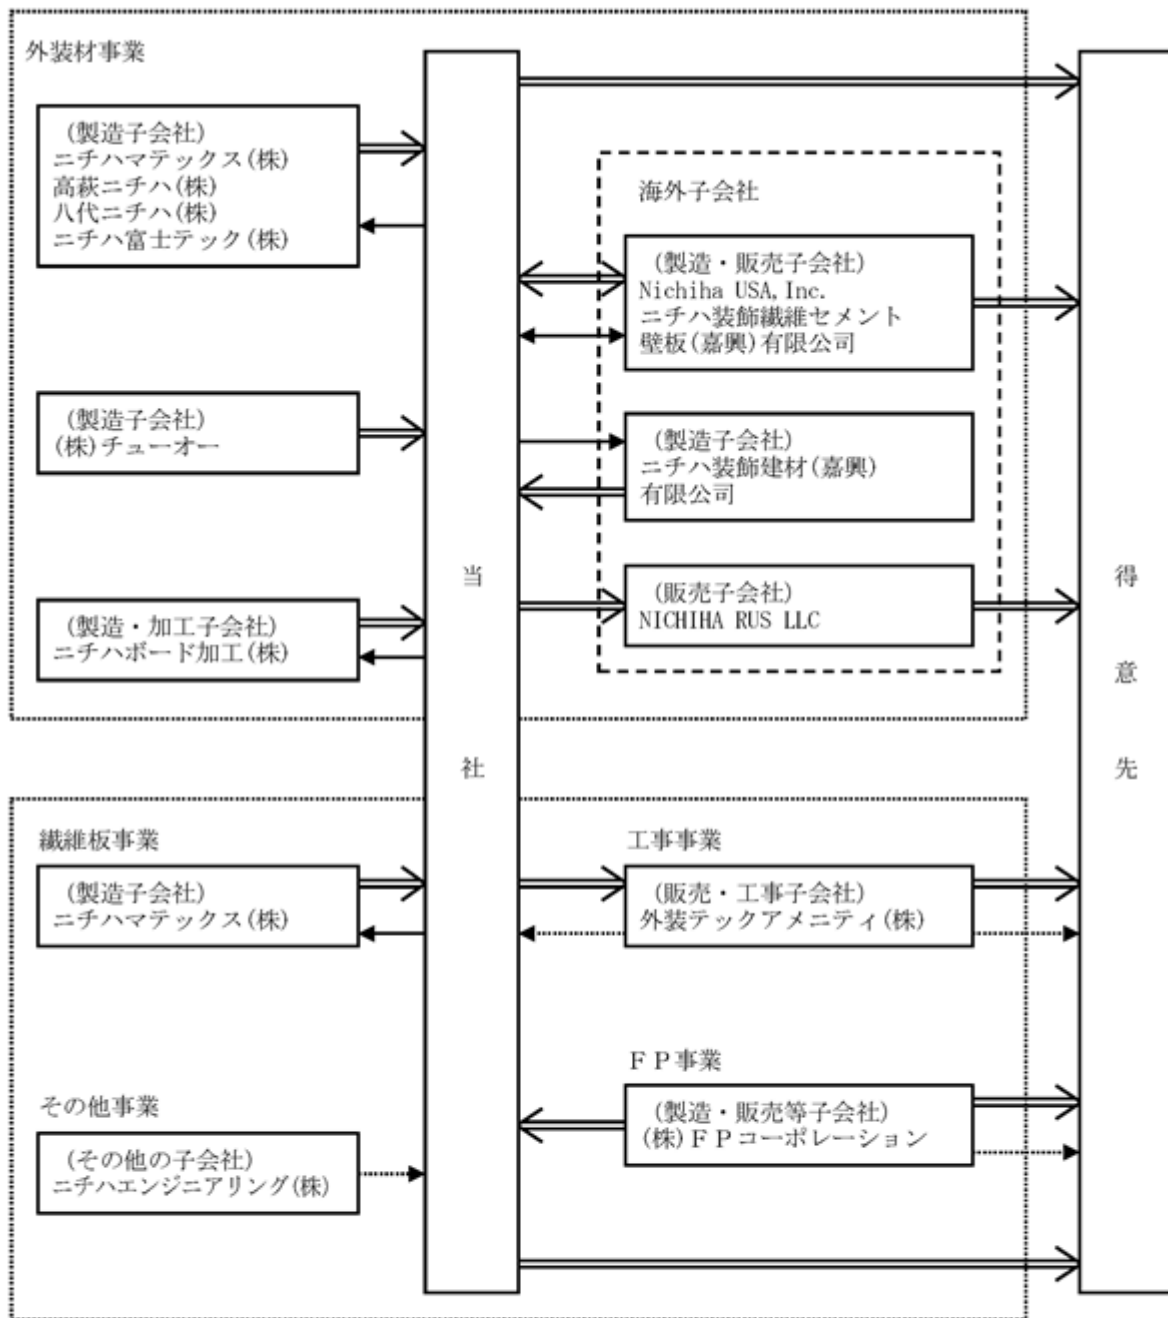 外装材事業
(製造子会社)
ニチハマテックス(株)
高萩ニチハ(株)
八代ニチハ(株)
ニチハ富士テック(株)
(製造子会社)
(株)チューオー
(製造・加工子会社)
ニチハボード加工(株)
当
社
海外子会社
(製造・販売子会社)
Nichiha USA,Inc.
ニチハ装飾繊維セメント
壁板(嘉興)有限公司
(製造子会社)
ニチハ装飾建材(嘉興)
有限公司
(販売子会社)
NICHIHA RUS LLC
得
意
先
繊維板事業
(製造子会社)
ニチハマテックス(株)
その他事業
(その他の子会社)
ニチハエンジニアリング(株)
工事事業
(販売・工事子会社)
外装テックアメニティ(株)
ＦＰ事業
(製造・販売等子会社)
(株)ＦＰコーポレーション